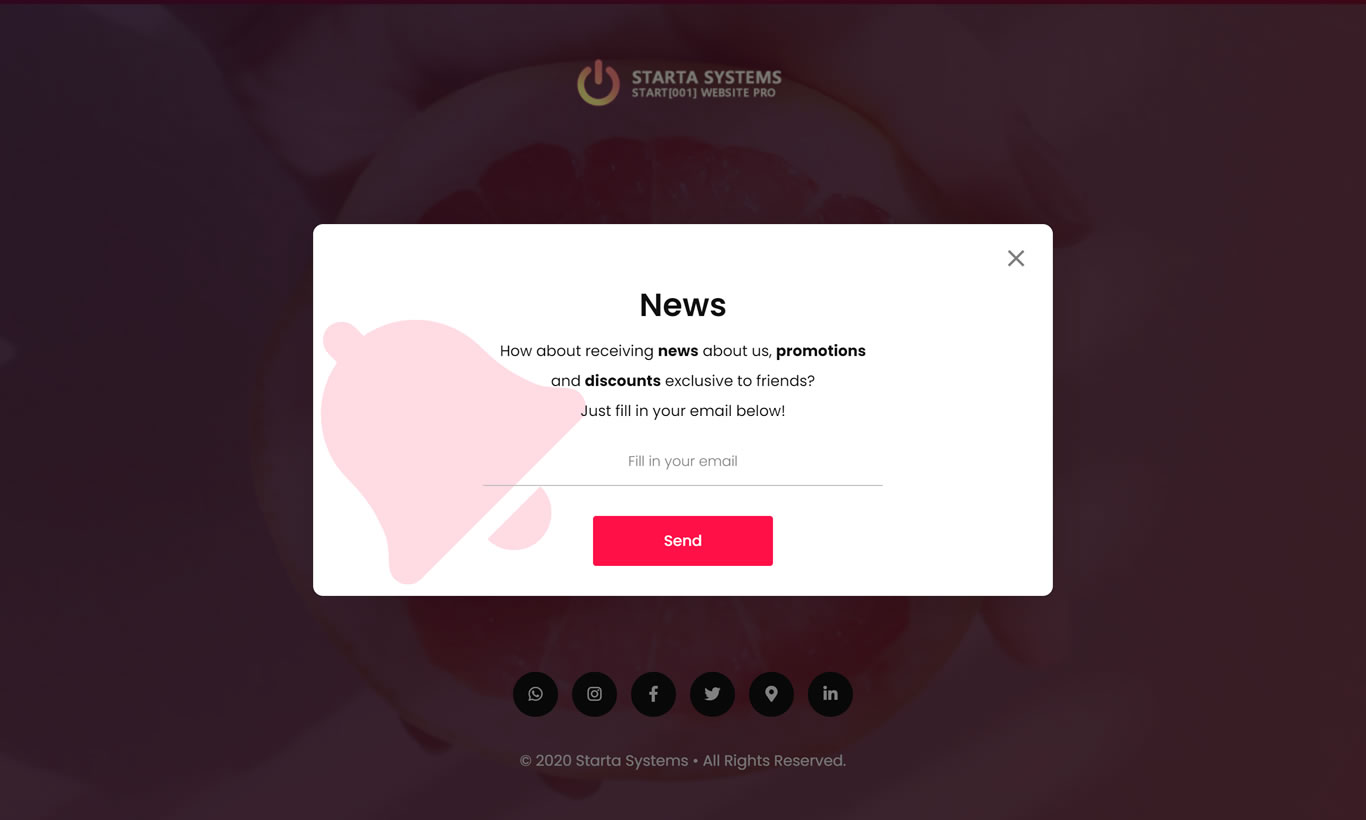 STARTA SYSTEMS
START[001] WEBSITE PRO
News
How about receiving news about us, promotions
and discounts exclusive to friends?
Just fill in your email below!
Fill in your email
Send
© 2020 Starta Systems • All Rights Reserved.